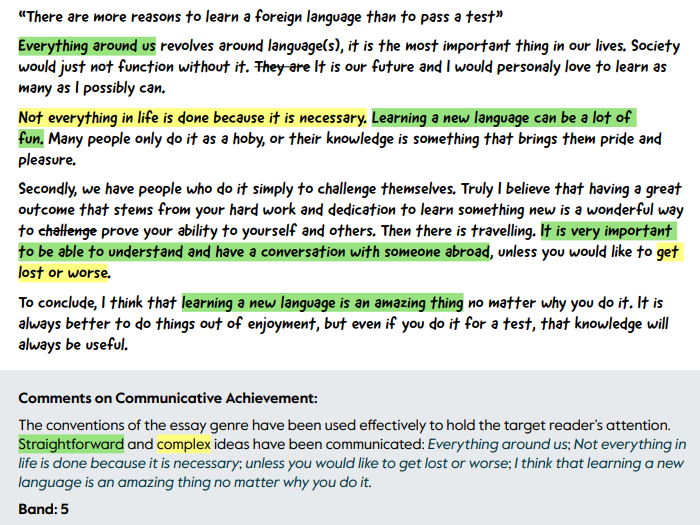 “There are more reasons to learn a foreign language than to pass a test”
Everything around us revolves around language(s), it is the most important thing in our lives. Society
would just not function without it. They are It is our future and I would personaly love to learn as
many as I possibly can.
Not everything in life is done because it is necessary. Learning a new language can be a lot of
fun. Many people only do it as a hoby, or their knowledge is something that brings them pride and
pleasure.
Secondly, we have people who do it simply to challenge themselves. Truly I believe that having a great
outcome that stems from your hard work and dedication to learn something new is a wonderful way
to challenge prove your ability to yourself and others. Then there is travelling. It is very important
to be able to understand and have a conversation with someone abroad, unless you would like to get
lost or worse.
To conclude, I think that learning a new language is an amazing thing no matter why you do it. It is
always better to do things out of enjoyment, but even if you do it for a test, that knowledge will
always be useful.
Comments on Communicative Achievement:
The conventions of the essay genre have been used effectively to hold the target reader’s attention.
Straightforward and complex ideas have been communicated: Everything around us; Not everything in
life is done because it is necessary; unless you would like to get lost or worse; I think that learning a new
language is an amazing thing no matter why you do it.
Band: 5